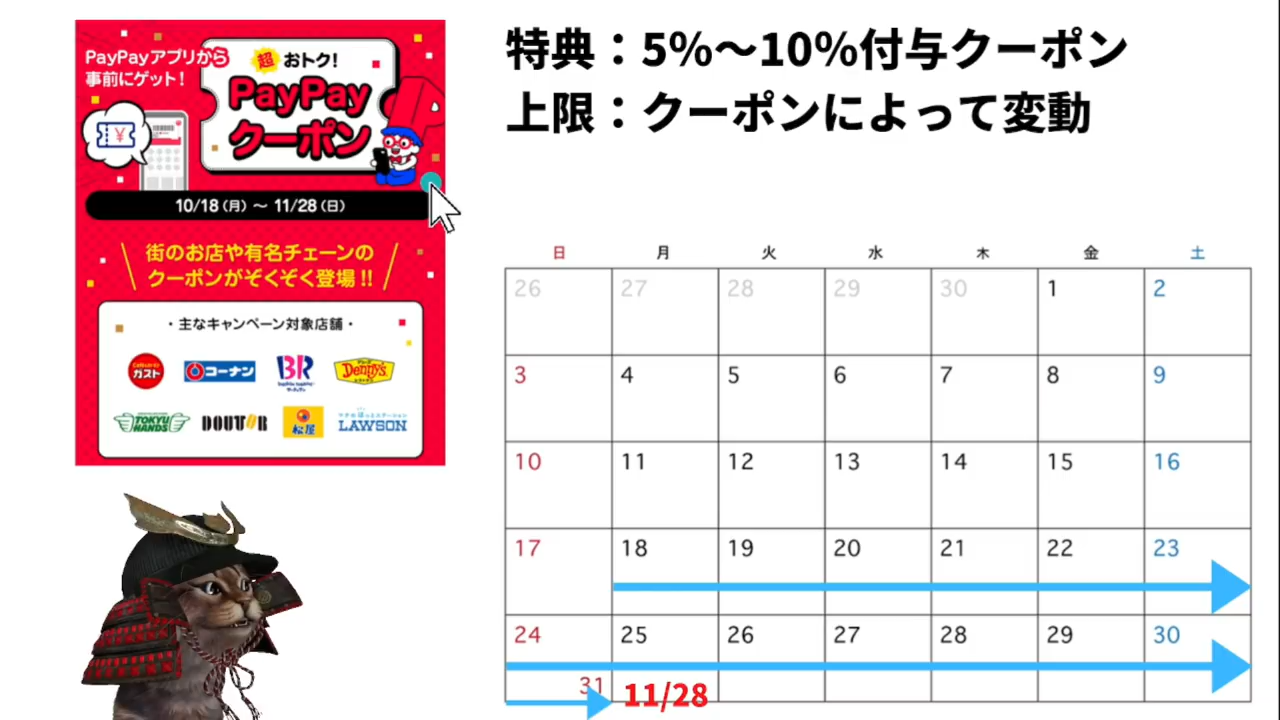 PayPayアプリから
事前にゲット!
超 おトク!
PayPay
クーポン
10/18(月) ~ 11/28(日)
街のお店や有名チェーンの
クーポンがぞくぞく登場!!
・主なキャンペーン対象店舗・
ガスト
コーナン
BR
Denny's
TOKYU HANDS
DOUTOR
松屋
LAWSON
特典:5%〜10%付与クーポン
上限:クーポンによって変動
日 月 火 水 木 金 土
26 27 28 29 30 1 2
3 4 5 6 7 8 9
10 11 12 13 14 15 16
17 18 19 20 21 22 23
24 25 26 27 28 29 30
31 11/28